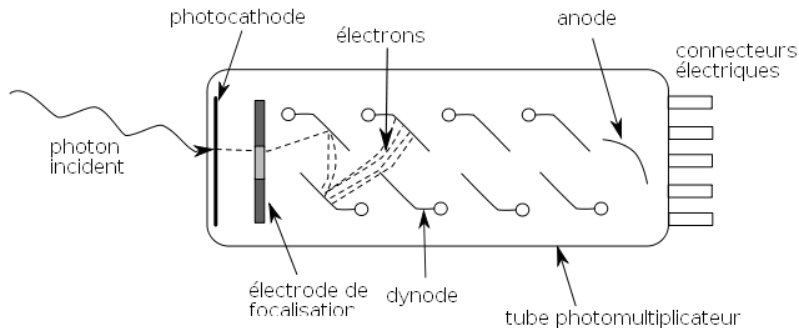 photocathode
électrons
anode
connecteurs
électriques
photon
incident
électrode de
focalisation
dynode
tube photomultiplicateur